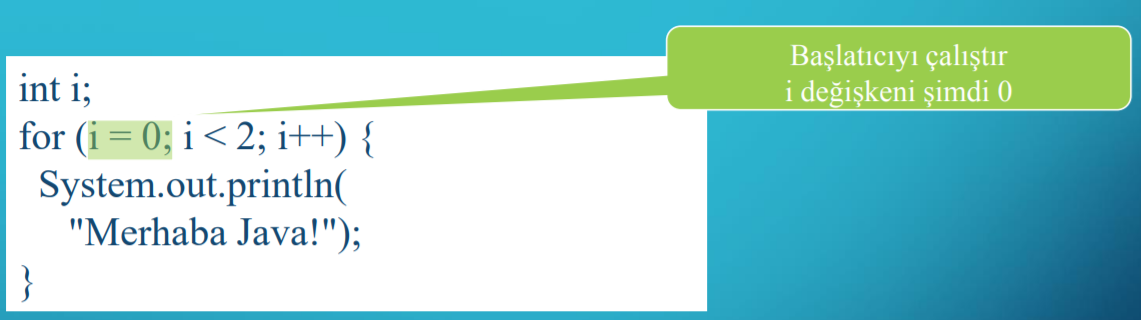 Başlatıcıyı çalıştır
i değişkeni şimdi 0
int i;
for (i = 0; i < 2; i++) {
System.out.println(
"Merhaba Java!");
}